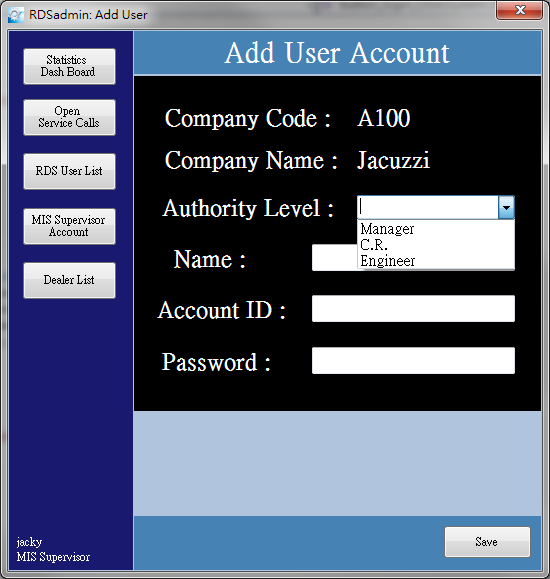 RDSadmin: Add User
Statistics
Dash Board
Open
Service Calls
RDS User List
MIS Supervisor
Account
Dealer List
jacky
MIS Supervisor
Add User Account
Company Code : A100
Company Name : Jacuzzi
Authority Level :
Manager
C.R.
Engineer
Name :
Account ID :
Password :
Save